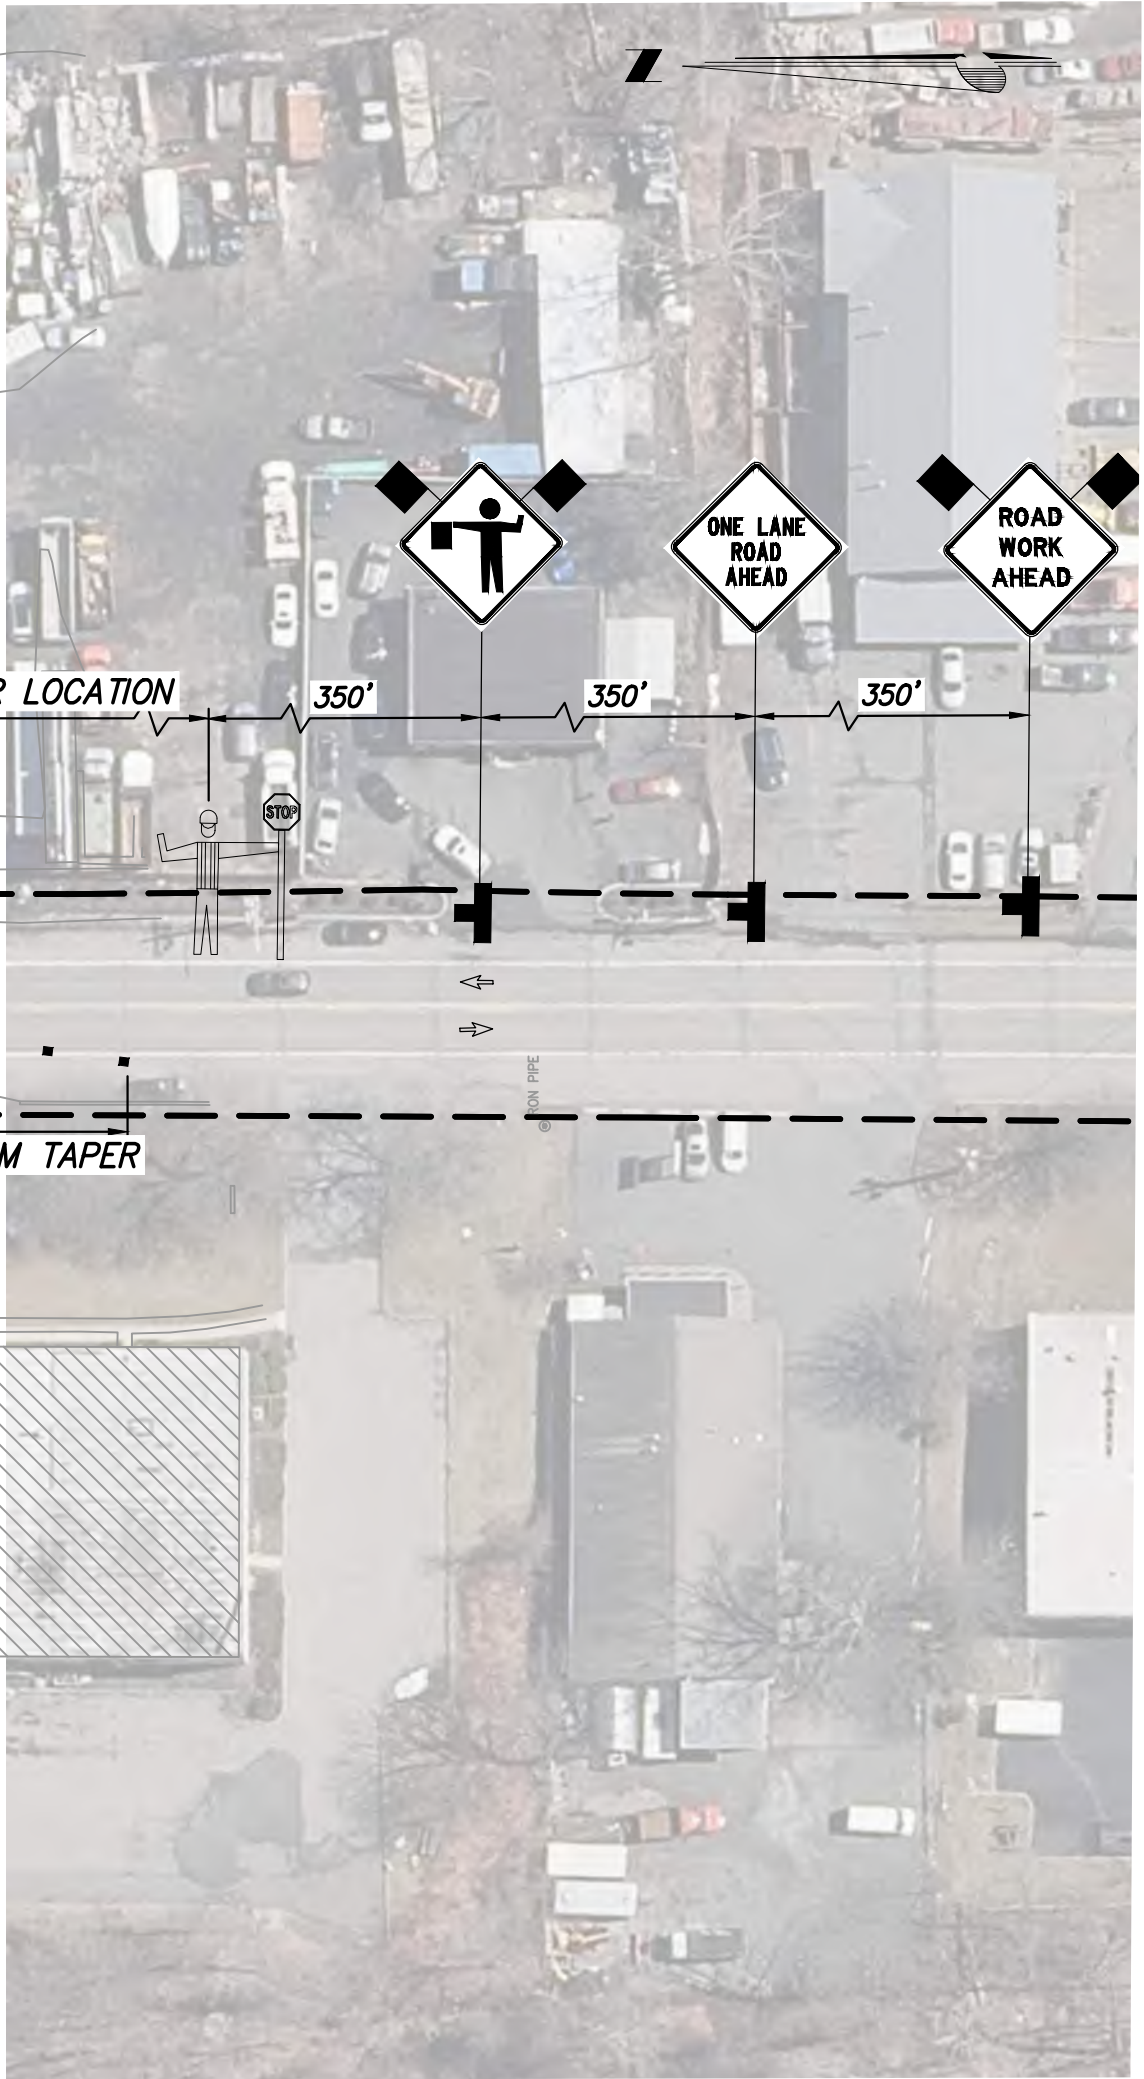 ONE LANE
ROAD
AHEAD
ROAD
WORK
AHEAD
R LOCATION
350'
350'
350'
STOP
RON PIPE
M TAPER